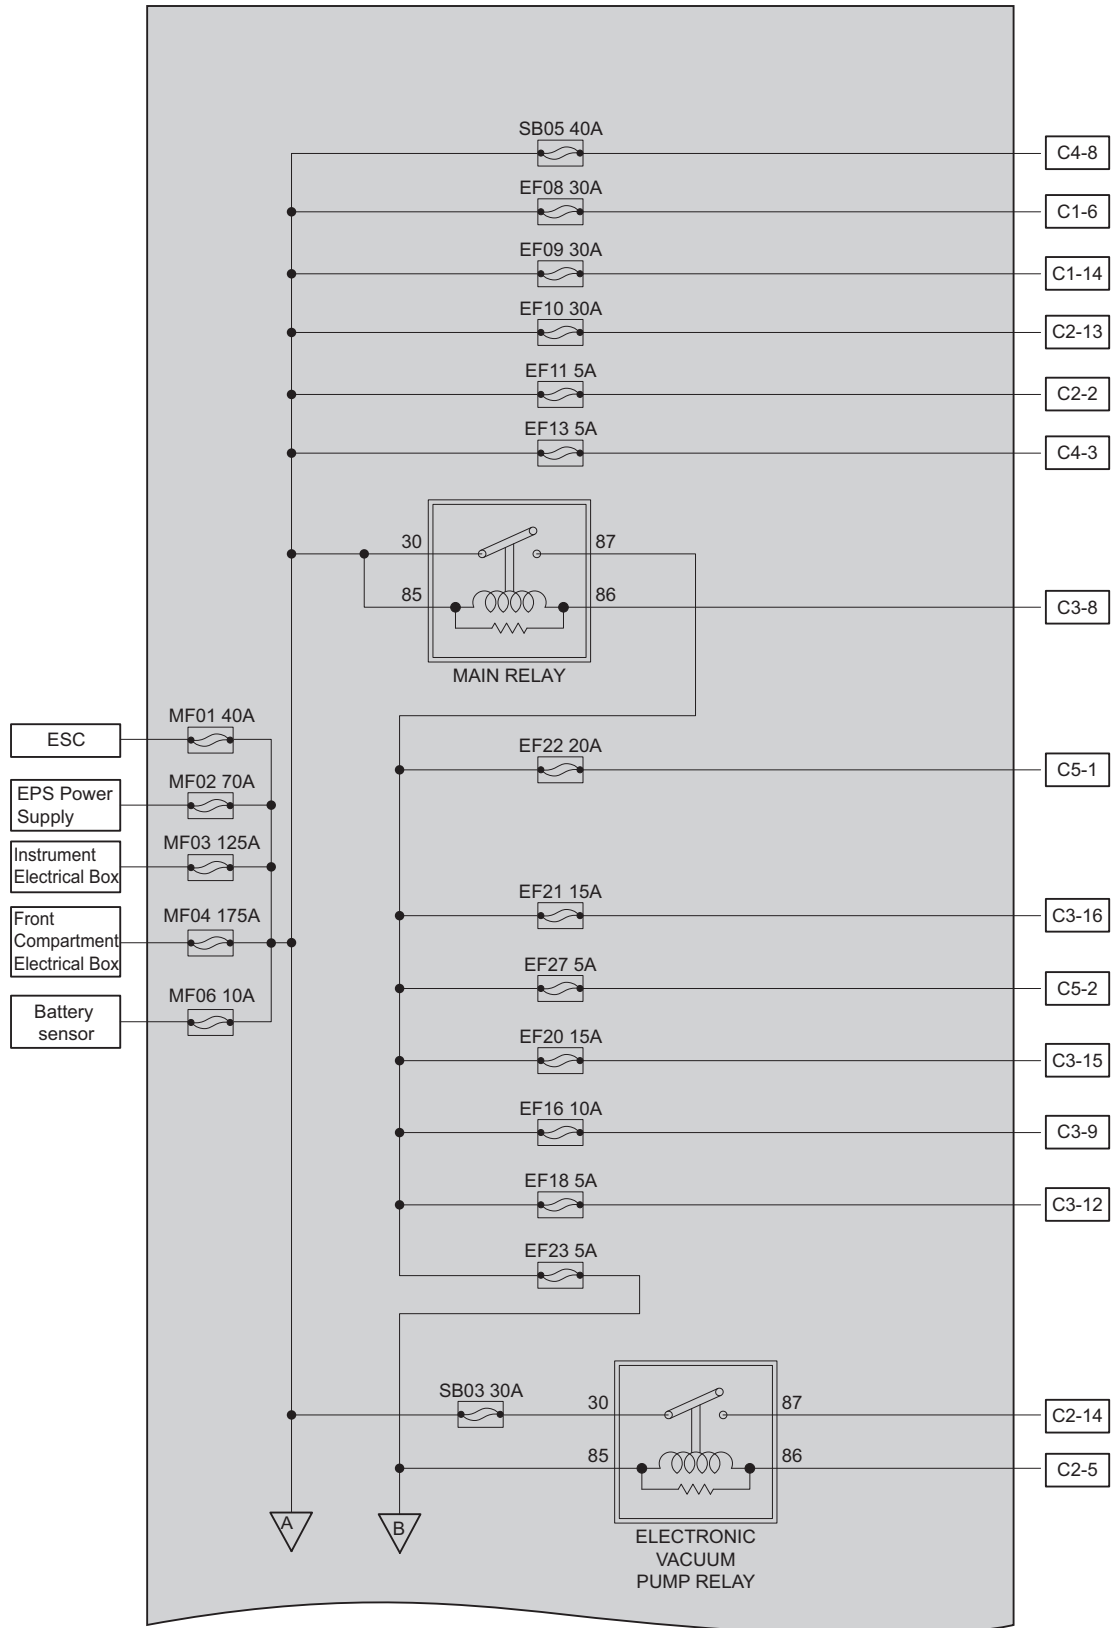 SB05 40A
C4-8
EF08 30A
C1-6
EF09 30A
C1-14
EF10 30A
C2-13
EF11 5A
C2-2
EF13 5A
C4-3
30
87
85
86
C3-8
MAIN RELAY
MF01 40A
ESC
EF22 20A
C5-1
MF02 70A
EPS Power
Supply
MF03 125A
Instrument
Electrical Box
EF21 15A
C3-16
MF04 175A
Front
Compartment
Electrical Box
EF27 5A
C5-2
MF06 10A
Battery
sensor
EF20 15A
C3-15
EF16 10A
C3-9
EF18 5A
C3-12
EF23 5A
SB03 30A
30
87
C2-14
85
86
C2-5
A
B
ELECTRONIC
VACUUM
PUMP RELAY